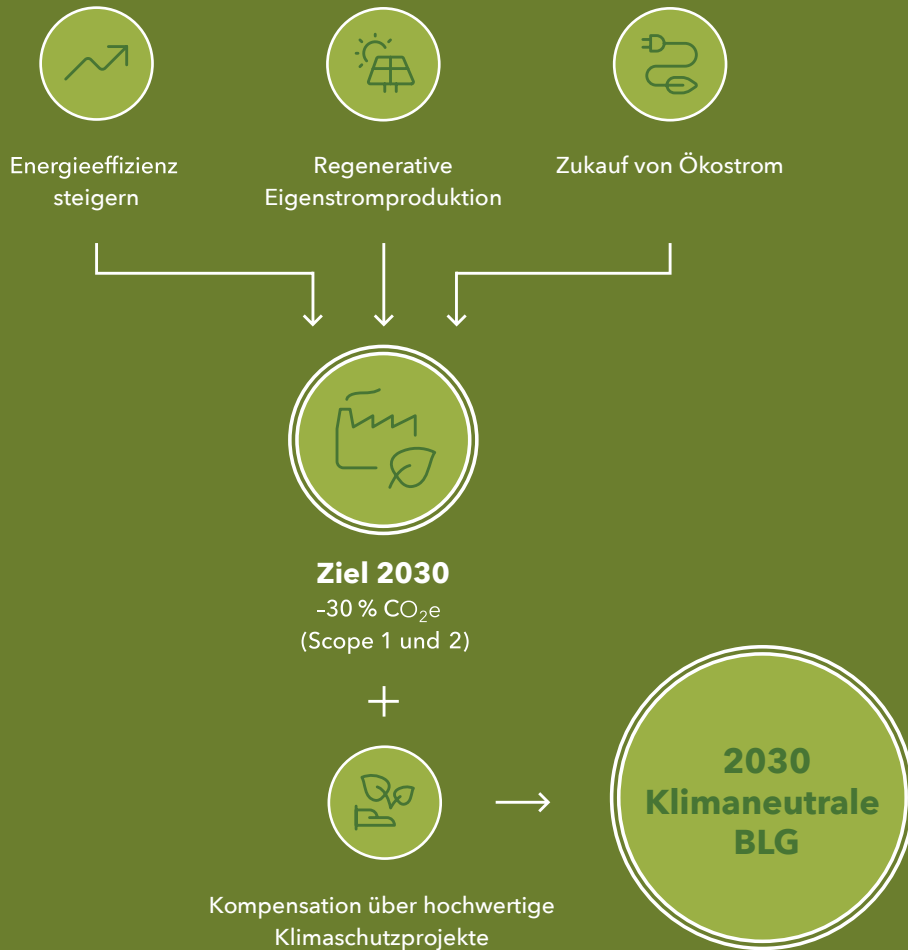 Energieeffizienz
steigern
Regenerative
Eigenstromproduktion
Zukauf von Ökostrom
Ziel 2030
–30 % CO₂e
(Scope 1 und 2)
+
Kompensation über hochwertige
Klimaschutzprojekte
2030
Klimaneutrale
BLG